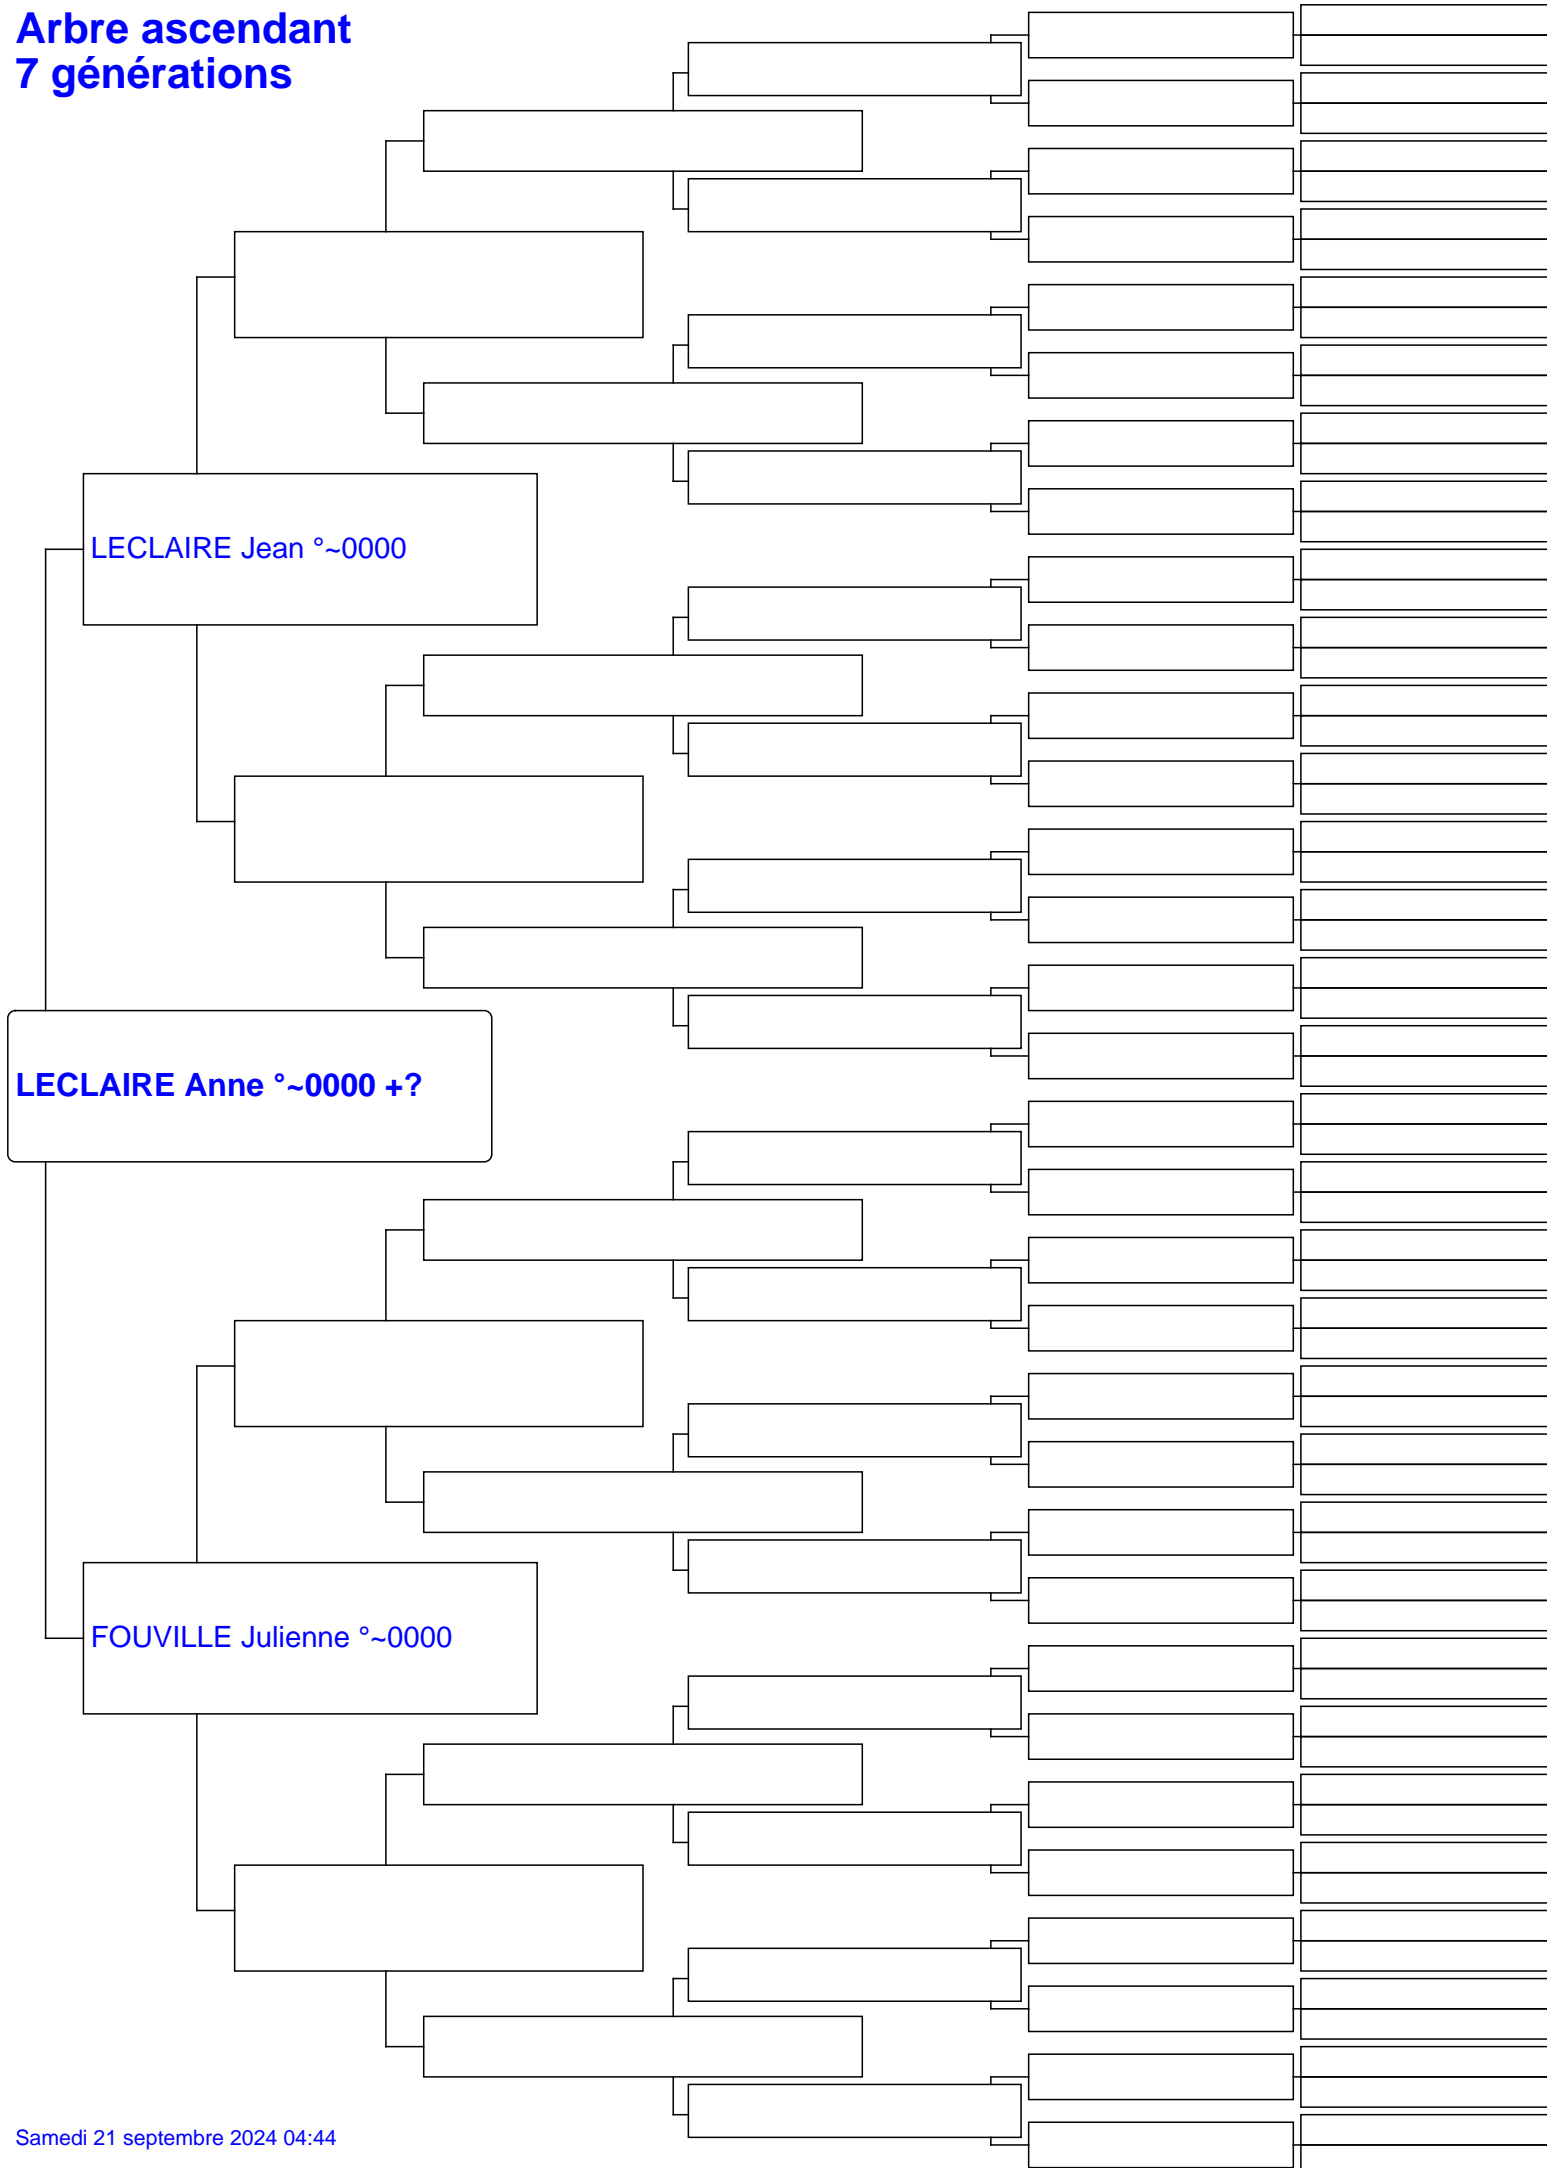 Arbre ascendant
7 générations
LECLAIRE Jean °~0000
LECLAIRE Anne °~0000 +?
FOUVILLE Julienne °~0000
Samedi 21 septembre 2024 04:44